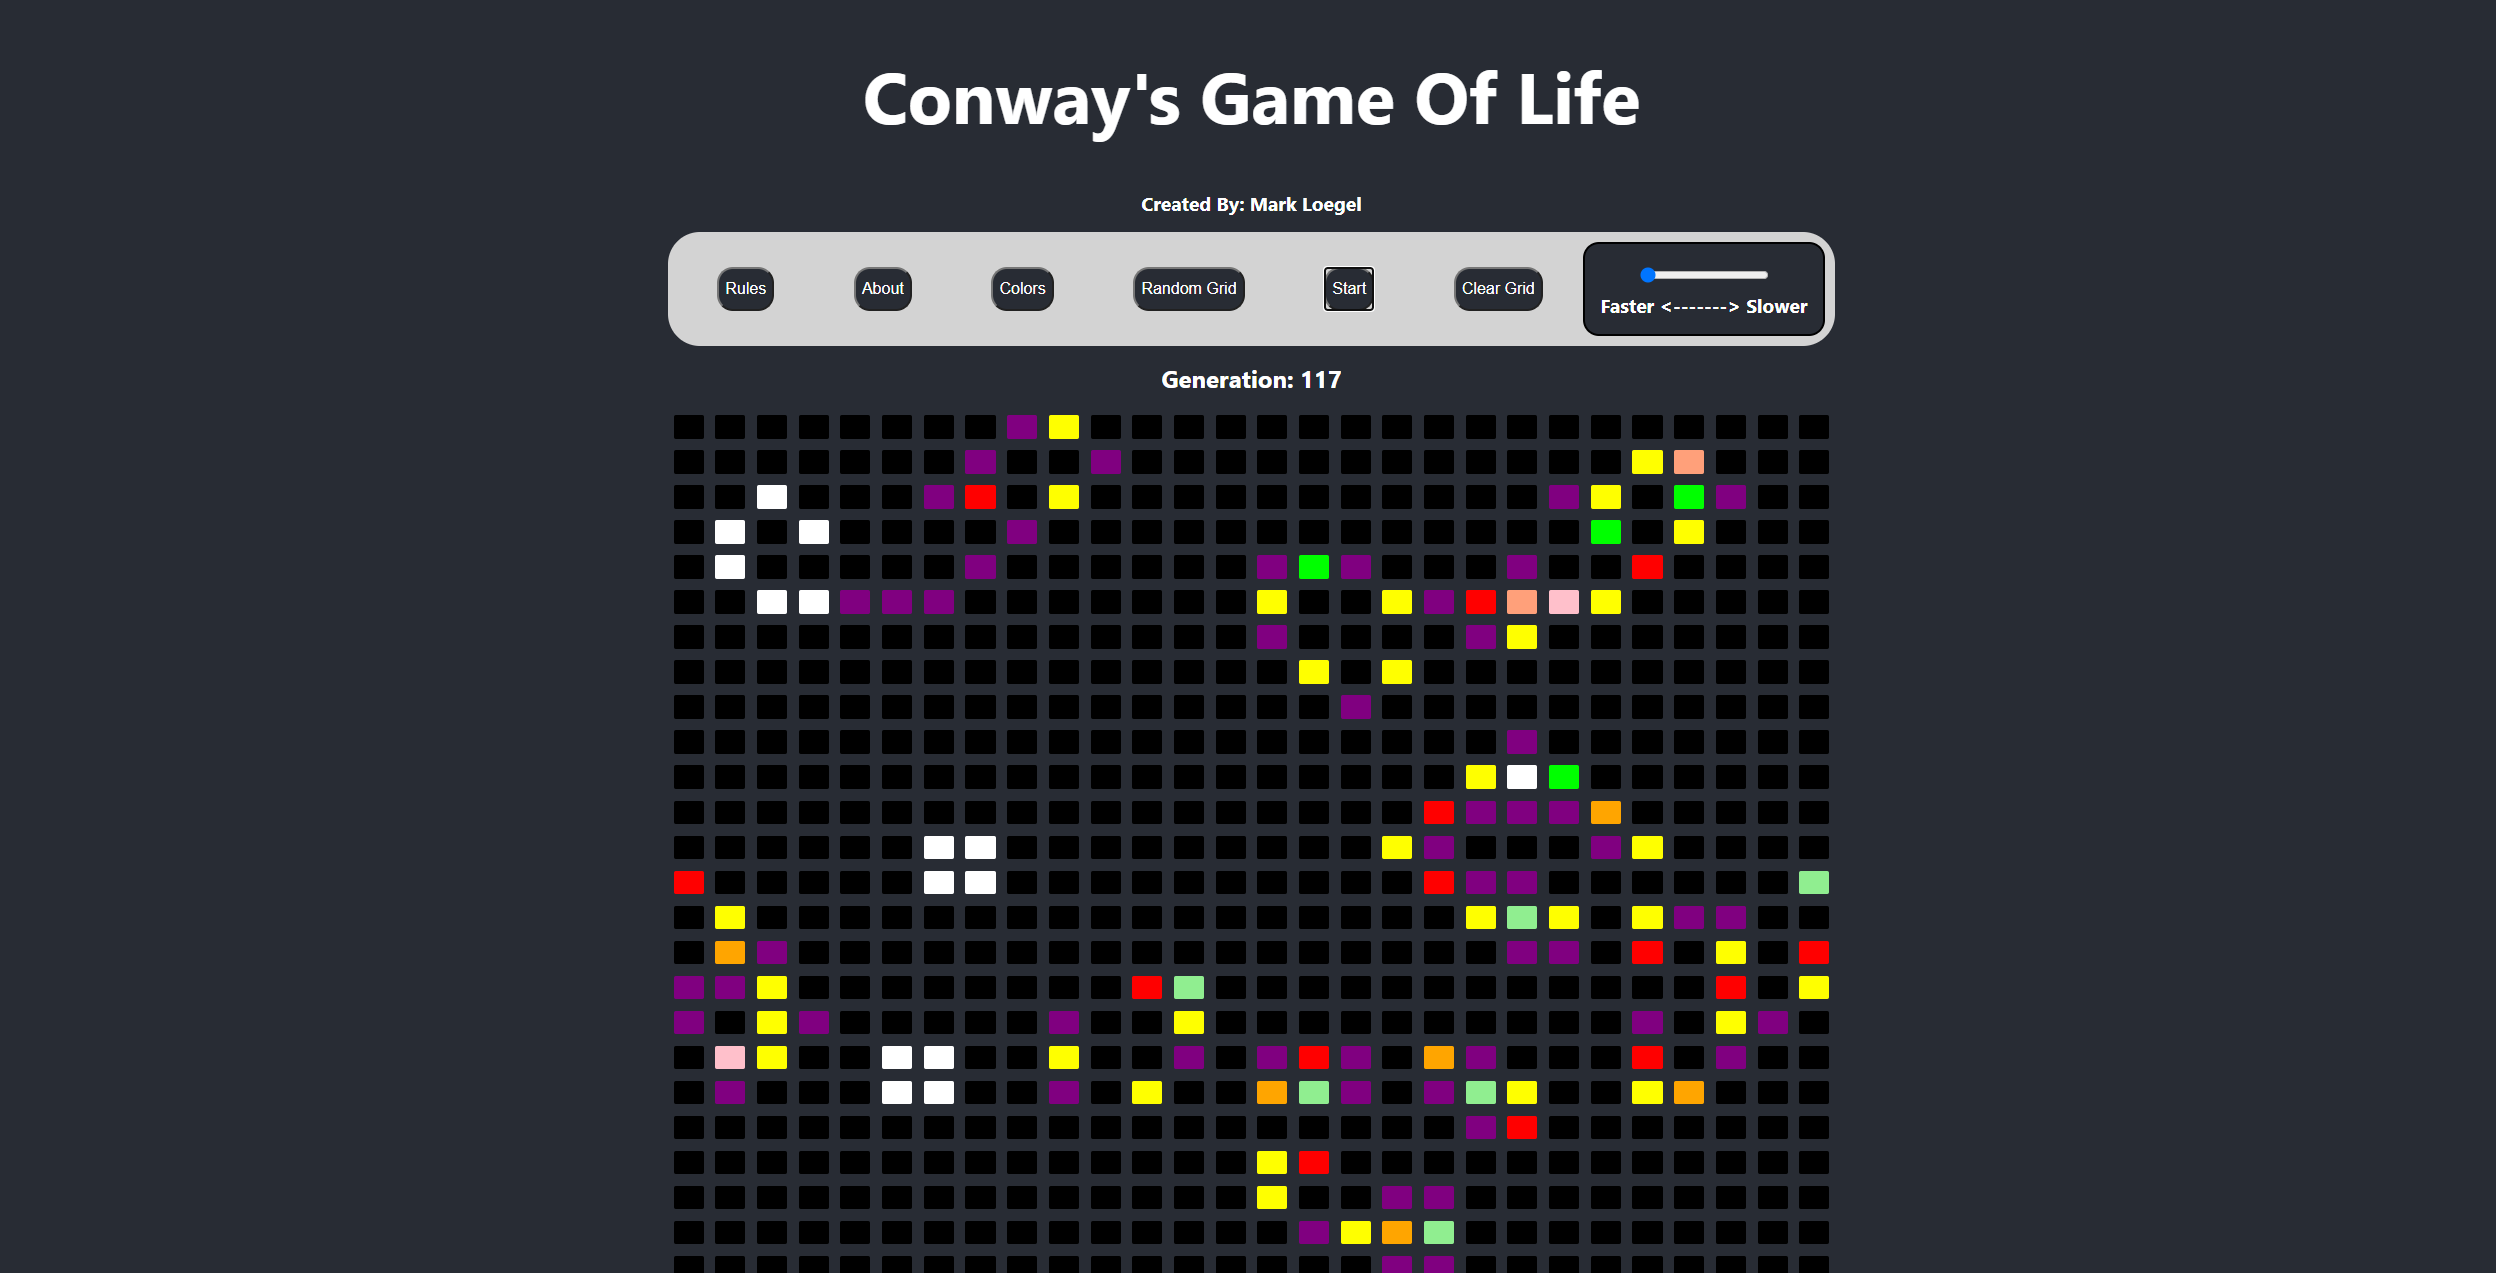 Conway's Game Of Life
Created By: Mark Loegel
Rules
About
Colors
Random Grid
Start
Clear Grid
Faster <-------> Slower
Generation: 117